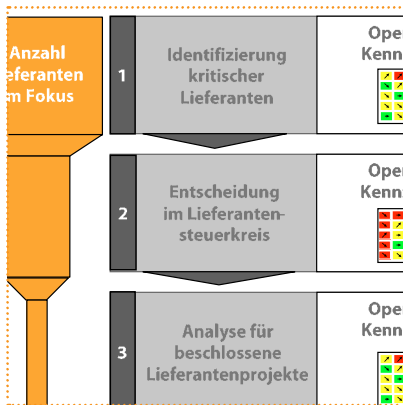 Anzahl
eferanten
m Fokus
1
Identifizierung
kritischer
Lieferanten
Ope
Kenn
2
Entscheidung
im Lieferanten-
steuerkreis
Ope
Kenn
3
Analyse für
beschlossene
Lieferantenprojekte
Ope
Kenn